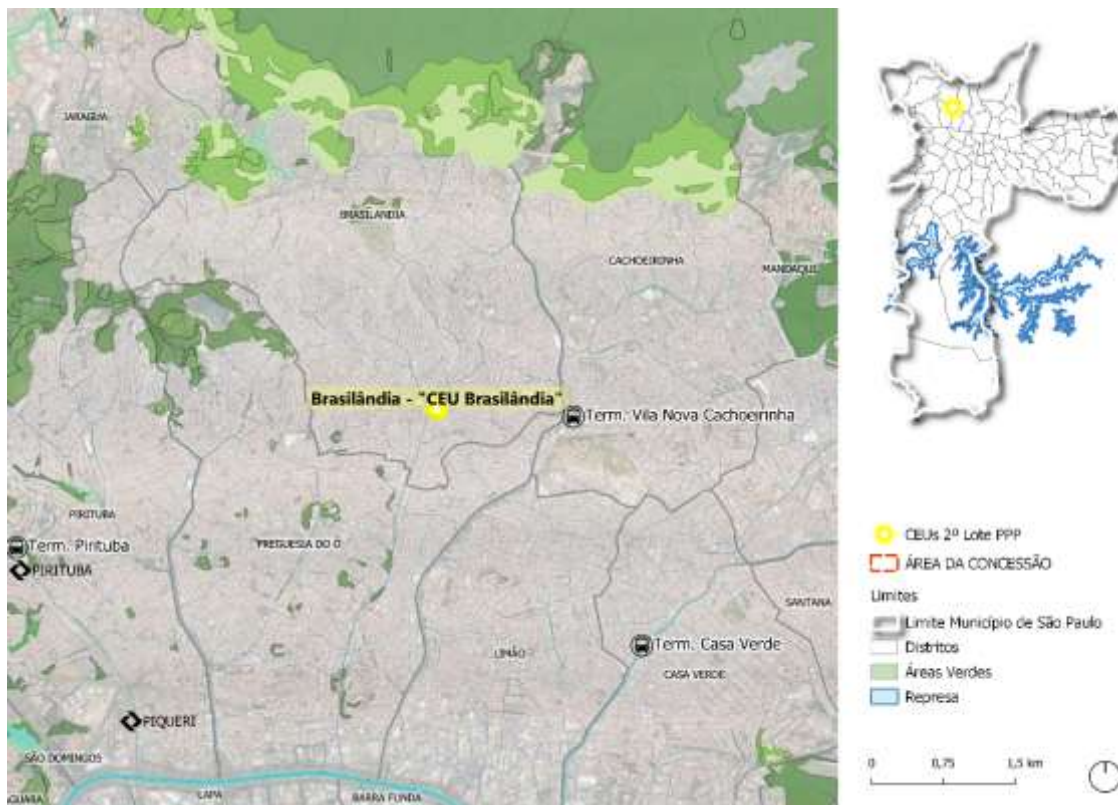 JARAGUÁ
BRASILANDIA
CACHOEIRINHA
MANDAQUI
Brasilândia - "CEU Brasilândia"
Term. Vila Nova Cachoeirinha
PIRITUBA
Term. Pirituba
FREGUESIA DO Ó
PIRITUBA
SANTANA
LIMÃO
Term. Casa Verde
CASA VERDE
PIQUERI
SÃO DOMINGOS
LAPA
BARRA FUNDA
CEUs 2º Lote PPP
ÁREA DA CONCESSÃO
Limites
Limite Município de São Paulo
Distritos
Áreas Verdes
Represa
0 0,75 1,5 km